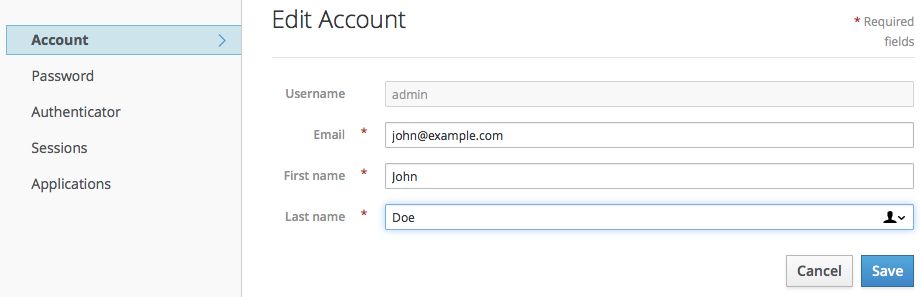 Edit Account
* Required
fields
Account
Password
Authenticator
Sessions
Applications
Username
admin
Email *
john@example.com
First name *
John
Last name *
Doe
Cancel
Save